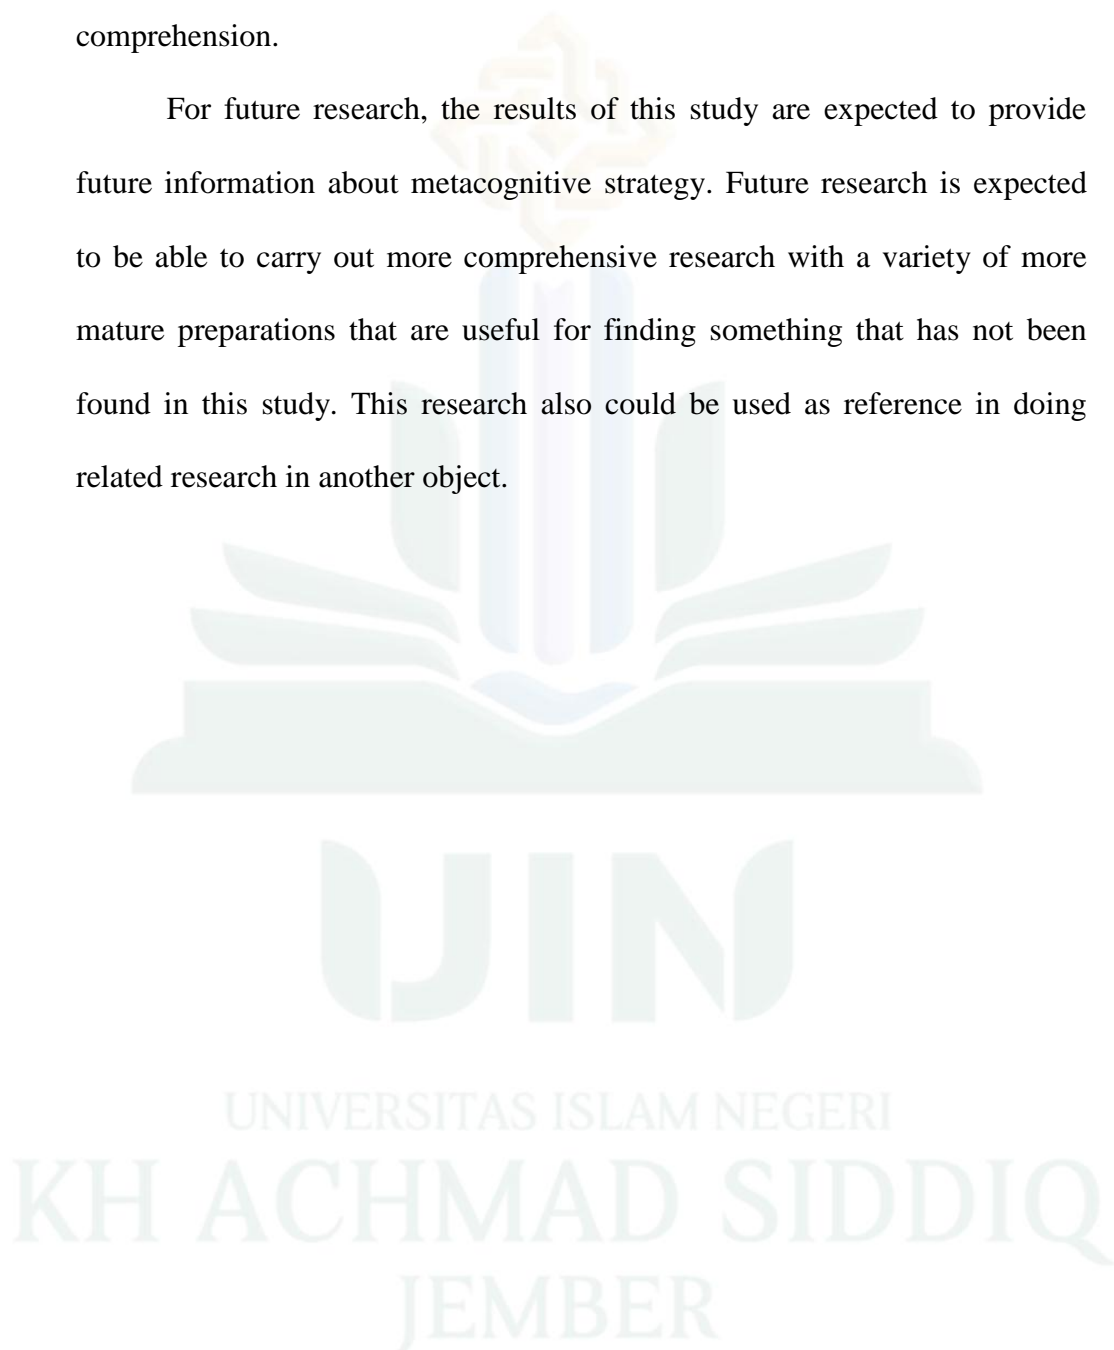 comprehension.
For future research, the results of this study are expected to provide
future information about metacognitive strategy. Future research is expected
to be able to carry out more comprehensive research with a variety of more
mature preparations that are useful for finding something that has not been
found in this study. This research also could be used as reference in doing
related research in another object.
UIN
UNIVERSITAS ISLAM NEGERI
KH ACHMAD SIDDIQ
JEMBER